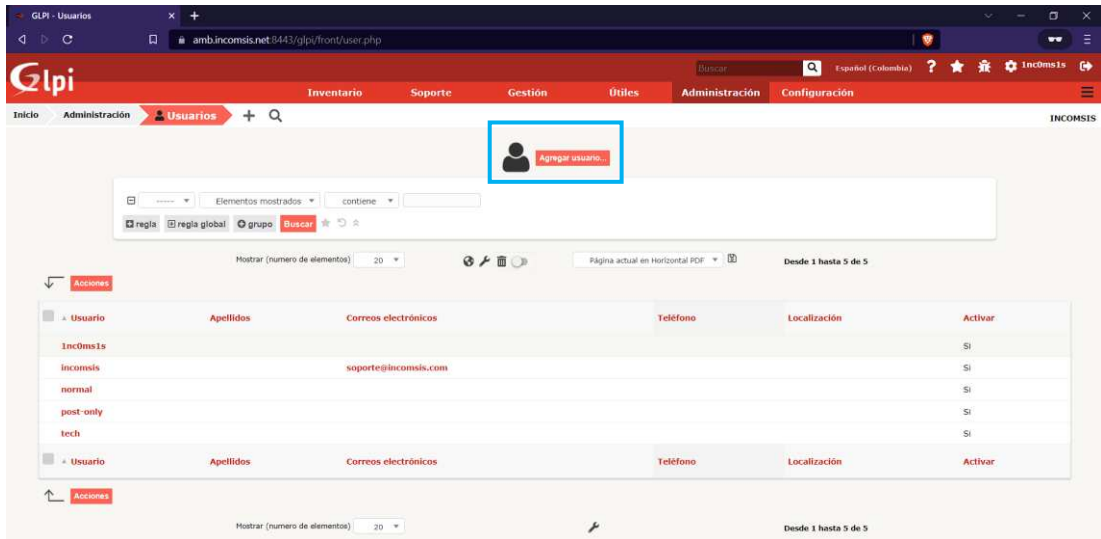 GLPI - Usuarios
amb.incomsis.net:8443/glpi/front/user.php
Glpi
Buscar Español (Colombia) ? 1nc0ms1s
Inventario Soporte Gestión Útiles Administración Configuración
Inicio Administración Usuarios INCOMSIS
Agregar usuario...
----- Elementos mostrados contiene
regla regla global grupo Buscar
Mostrar (numero de elementos) 20 Página actual en Horizontal PDF Desde 1 hasta 5 de 5
Acciones
Usuario Apellidos Correos electrónicos Teléfono Localización Activar
1nc0ms1s Si
incomsis soporte@incomsis.com Si
normal Si
post-only Si
tech Si
Usuario Apellidos Correos electrónicos Teléfono Localización Activar
Acciones
Mostrar (numero de elementos) 20 Desde 1 hasta 5 de 5